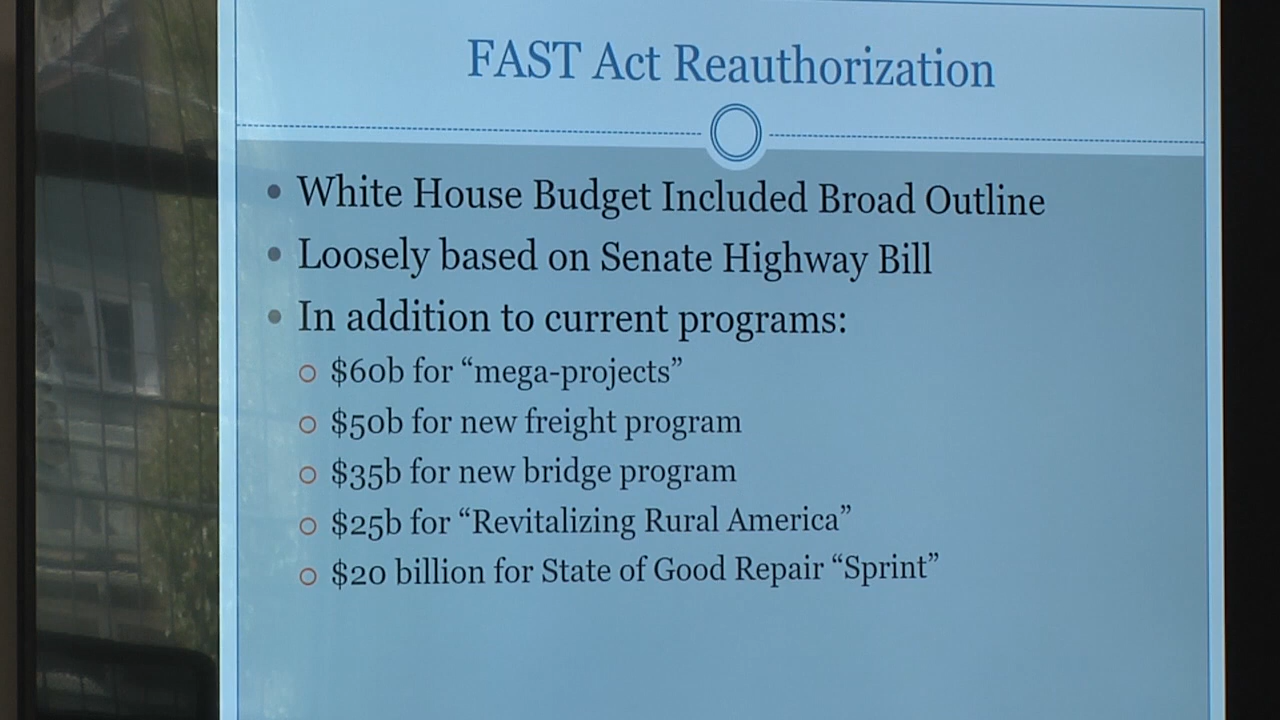 FAST Act Reauthorization
• White House Budget Included Broad Outline
• Loosely based on Senate Highway Bill
• In addition to current programs:
○ $60b for “mega-projects”
○ $50b for new freight program
○ $35b for new bridge program
○ $25b for “Revitalizing Rural America”
○ $20 billion for State of Good Repair “Sprint”